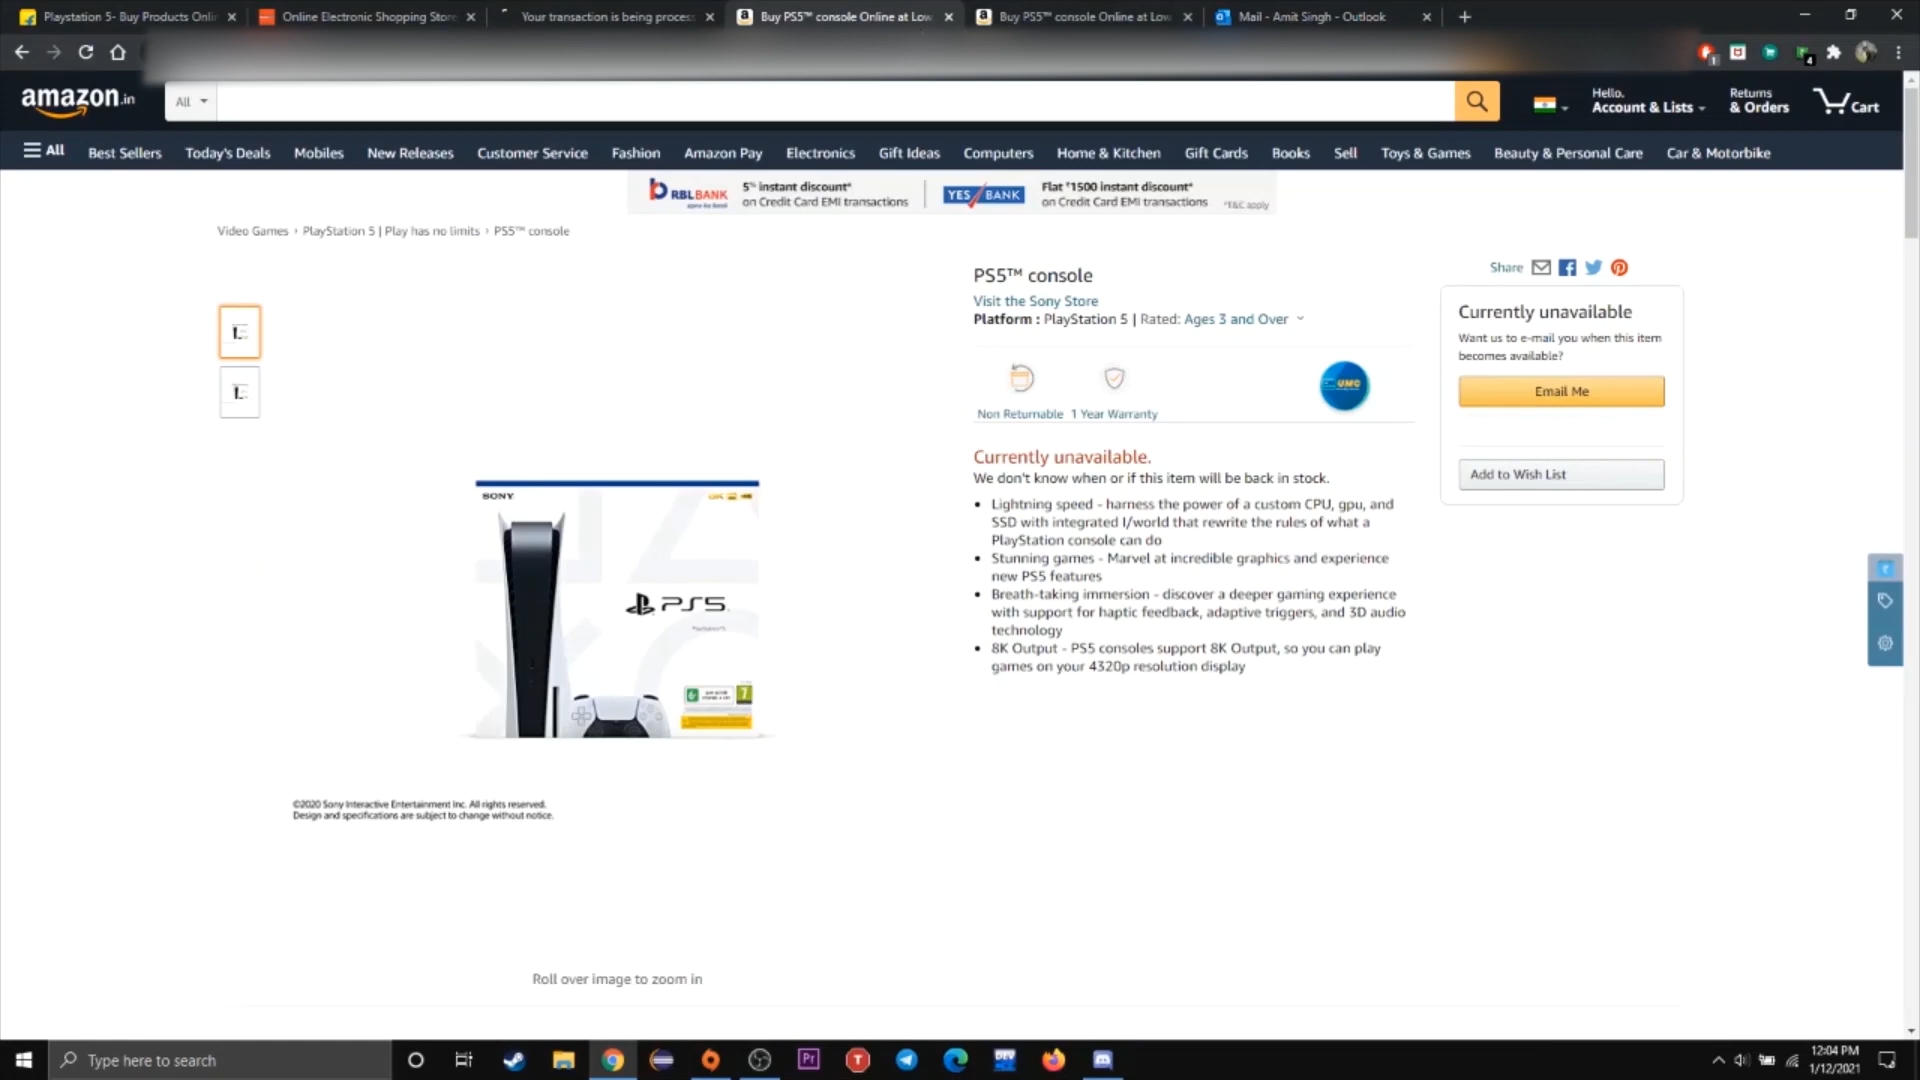 Playstation 5- Buy Products Onlin
Online Electronic Shopping Store
Your transaction is being process
Buy PS5™ console Online at Low
Buy PS5™ console Online at Low
Mail - Amit Singh - Outlook
1
4
amazon.in
All
Hello.
Account & Lists
Returns
& Orders
Cart
All
Best Sellers
Today's Deals
Mobiles
New Releases
Customer Service
Fashion
Amazon Pay
Electronics
Gift Ideas
Computers
Home & Kitchen
Gift Cards
Books
Sell
Toys & Games
Beauty & Personal Care
Car & Motorbike
RBLBANK
5% instant discount*
on Credit Card EMI transactions
YES BANK
Flat ₹1500 instant discount*
on Credit Card EMI transactions
*T&C apply
Video Games › PlayStation 5 | Play has no limits › PS5™ console
PS5™ console
Visit the Sony Store
Platform : PlayStation 5 | Rated: Ages 3 and Over
Non Returnable
1 Year Warranty
UMC
Currently unavailable.
We don't know when or if this item will be back in stock.
• Lightning speed - harness the power of a custom CPU, gpu, and
SSD with integrated I/world that rewrite the rules of what a
PlayStation console can do
• Stunning games - Marvel at incredible graphics and experience
new PS5 features
• Breath-taking immersion - discover a deeper gaming experience
with support for haptic feedback, adaptive triggers, and 3D audio
technology
• 8K Output - PS5 consoles support 8K Output, so you can play
games on your 4320p resolution display
Share
Currently unavailable
Want us to e-mail you when this item
becomes available?
Email Me
Add to Wish List
SONY
PS5
7
©2020 Sony Interactive Entertainment Inc. All rights reserved.
Design and specifications are subject to change without notice.
Roll over image to zoom in
Type here to search
Pr
T
DEV
12:04 PM
1/12/2021